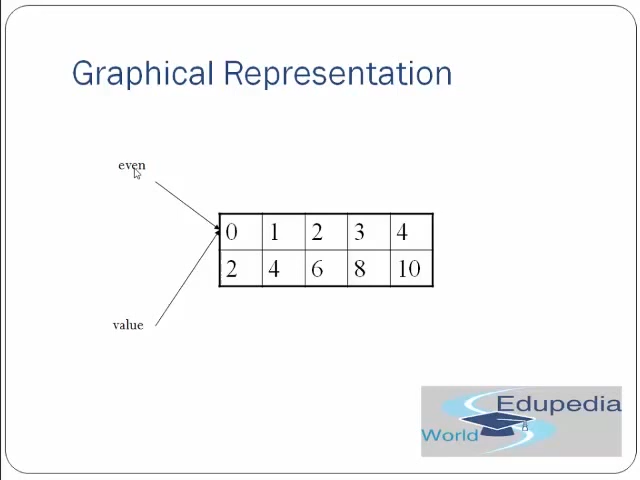 Graphical Representation
even
0 1 2 3 4
2 4 6 8 10
value
Edupedia
World